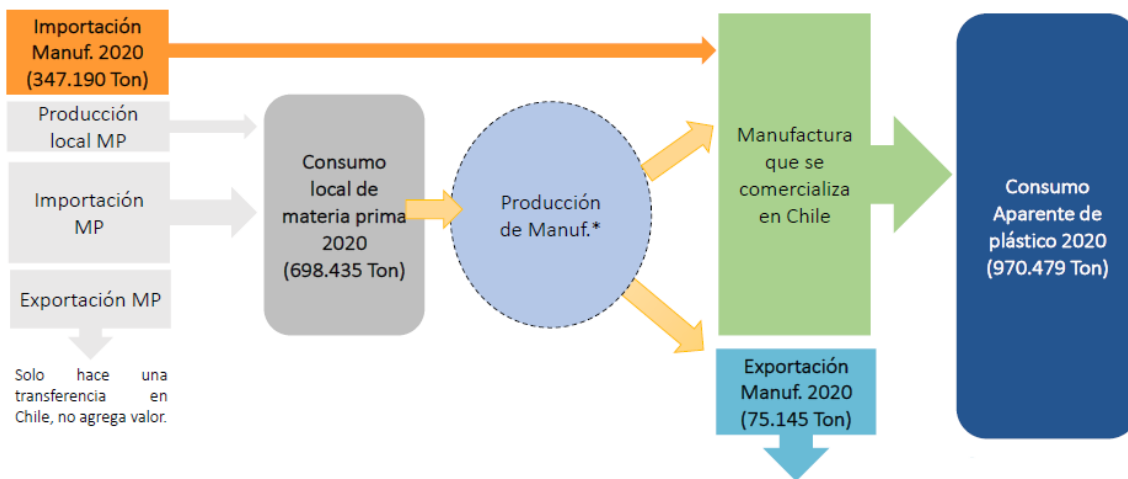 Importación
Manuf. 2020
(347.190 Ton)
Producción
local MP
Importación
MP
Exportación MP
Solo hace una
transferencia en
Chile, no agrega valor.
Consumo
local de
materia prima
2020
(698.435 Ton)
Producción
de Manuf.*
Manufactura
que se
comercializa
en Chile
Exportación
Manuf. 2020
(75.145 Ton)
Consumo
Aparente de
plástico 2020
(970.479 Ton)